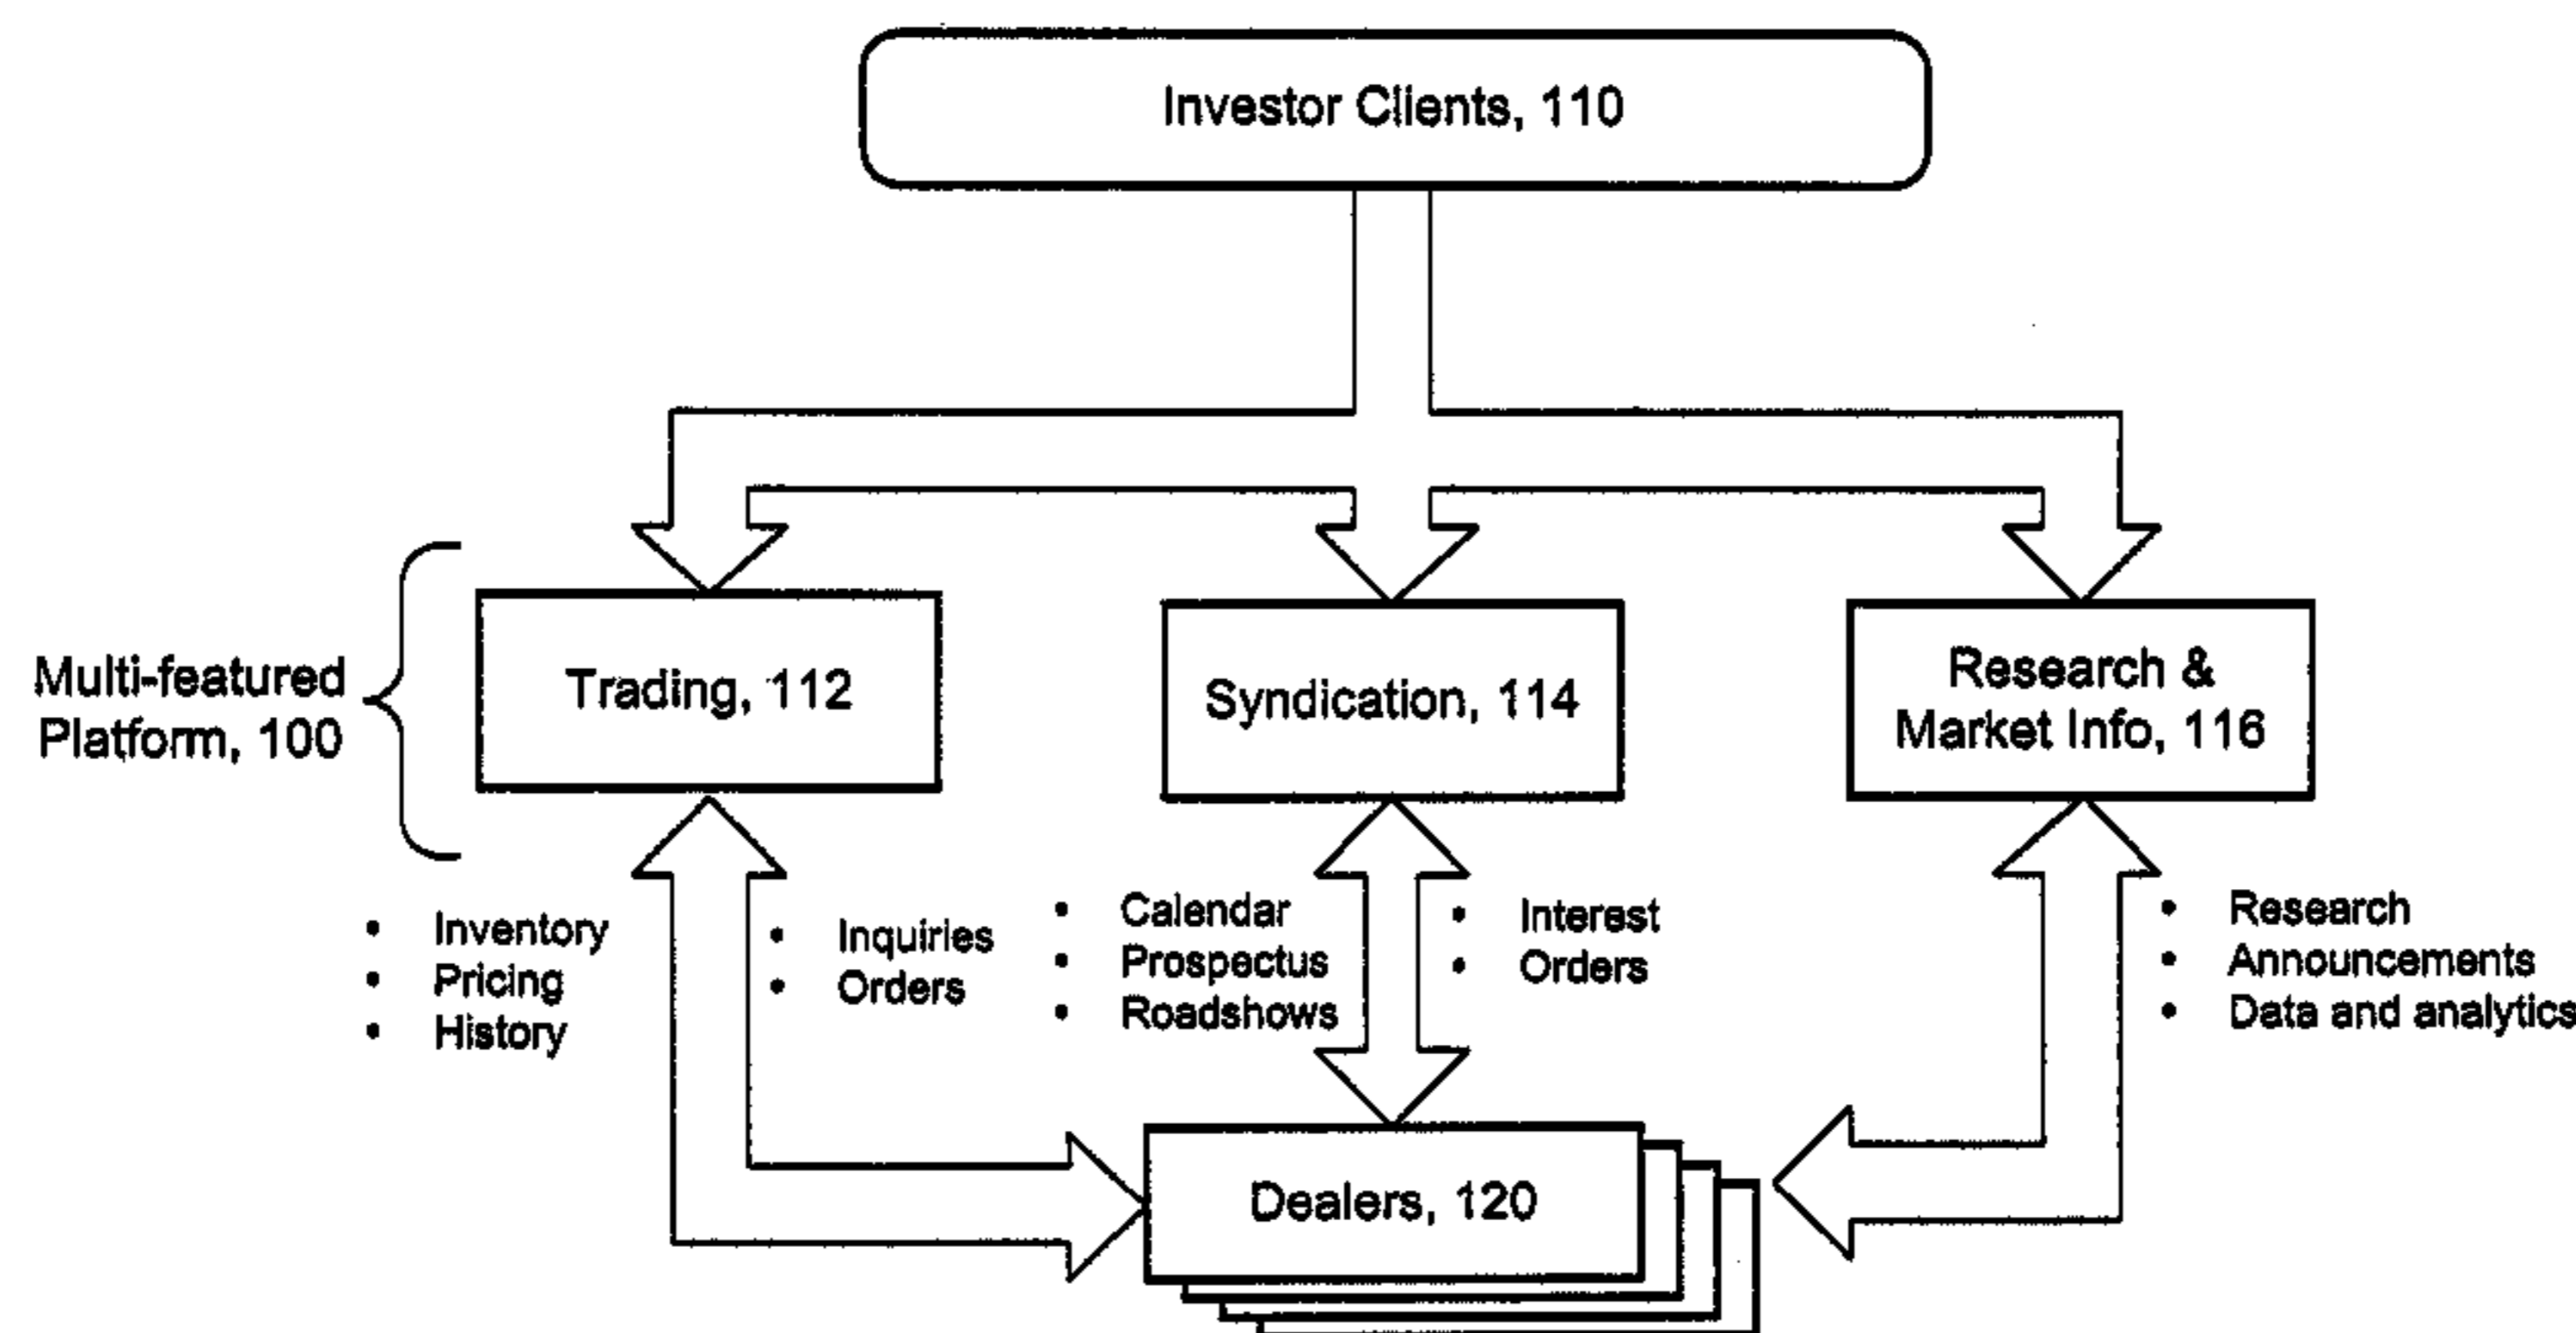 Investor Clients, 110
Multi-featured
Platform, 100
Trading, 112
Syndication, 114
Research &
Market Info, 116
• Inventory
• Pricing
• History
• Inquiries
• Orders
• Calendar
• Prospectus
• Roadshows
• Interest
• Orders
• Research
• Announcements
• Data and analytics
Dealers, 120